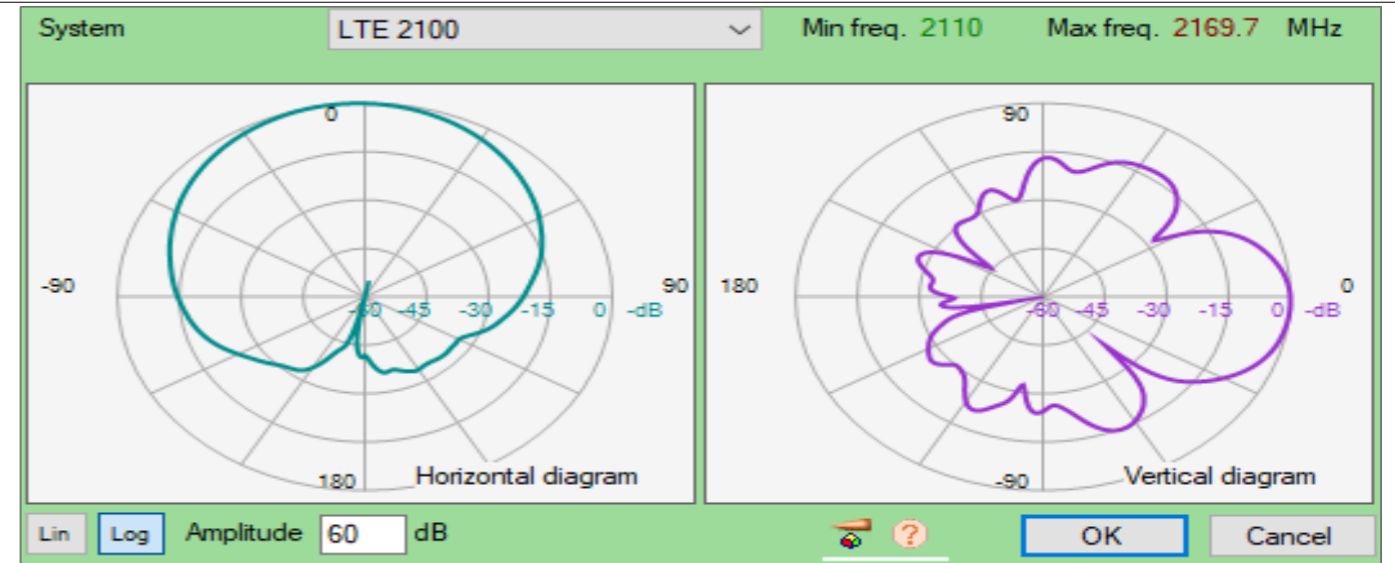 System LTE 2100 Min freq. 2110 Max freq. 2169.7 MHz
0
-90 90
-60 -45 -30 -15 0 -dB
180 Horizontal diagram
90
180 0
-60 -45 -30 -15 0 -dB
-90 Vertical diagram
Lin Log Amplitude 60 dB ? OK Cancel